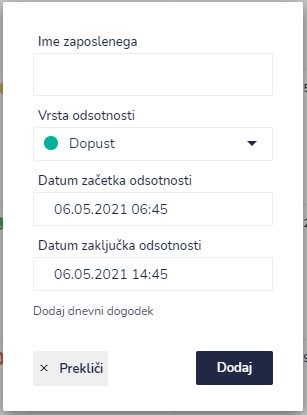 Ime zaposlenega
Vrsta odsotnosti
Dopust
Datum začetka odsotnosti
06.05.2021 06:45
Datum zaključka odsotnosti
06.05.2021 14:45
Dodaj dnevni dogodek
× Prekliči
Dodaj